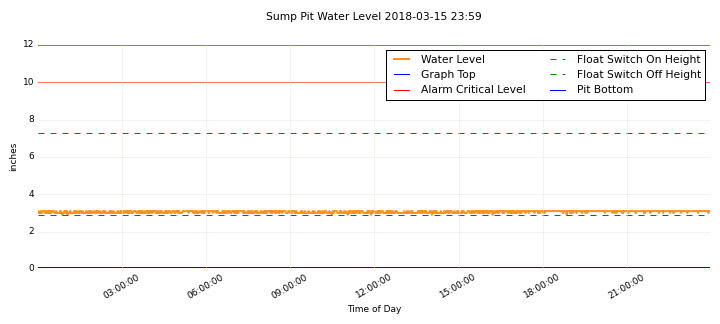 Sump Pit Water Level 2018-03-15 23:59
12
10
8
6
4
2
0
inches
Water Level
Graph Top
Alarm Critical Level
Float Switch On Height
Float Switch Off Height
Pit Bottom
03:00:00
06:00:00
09:00:00
12:00:00
15:00:00
18:00:00
21:00:00
Time of Day